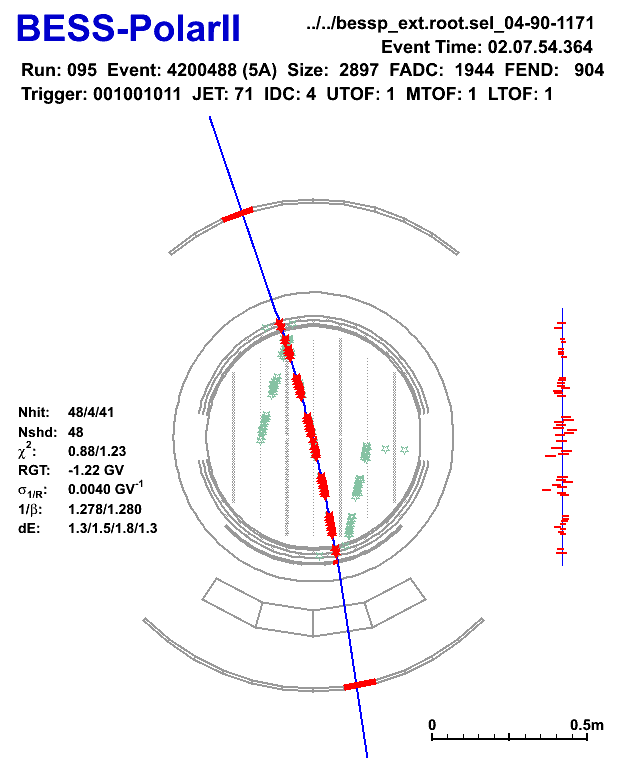 BESS-PolarII
../../bessp_ext.root.sel_04-90-1171
Event Time: 02.07.54.364
Run: 095 Event: 4200488 (5A) Size: 2897 FADC: 1944 FEND: 904
Trigger: 001001011 JET: 71 IDC: 4 UTOF: 1 MTOF: 1 LTOF: 1
Nhit: 48/4/41
Nshd: 48
χ²: 0.88/1.23
RGT: -1.22 GV
σ1/R: 0.0040 GV⁻¹
1/β: 1.278/1.280
dE: 1.3/1.5/1.8/1.3
0 0.5m